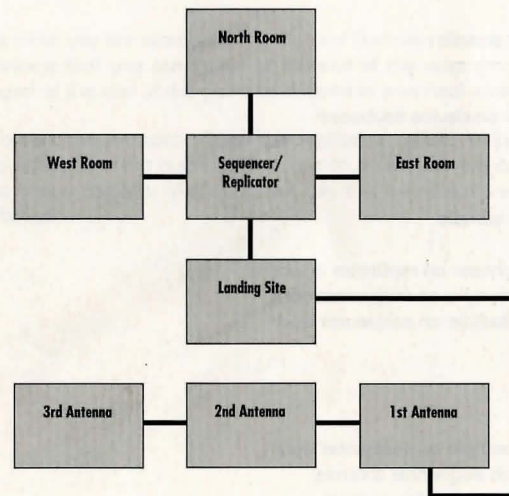 North Room
West Room
Sequencer/
Replicator
East Room
Landing Site
3rd Antenna
2nd Antenna
1st Antenna